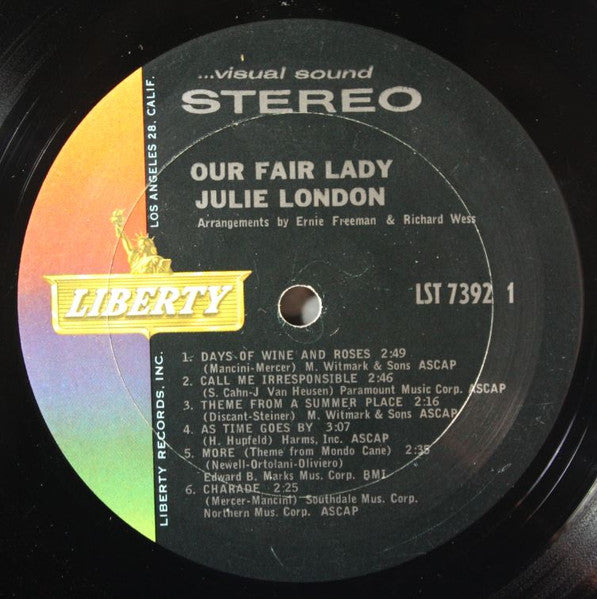 ...visual sound
STEREO
OUR FAIR LADY
JULIE LONDON
Arrangements by Ernie Freeman & Richard Wess
LOS ANGELES 28, CALIF.
LIBERTY
LIBERTY RECORDS, INC.
LST 7392 1
1. DAYS OF WINE AND ROSES 2:49
(Mancini-Mercer) M. Witmark & Sons ASCAP
2. CALL ME IRRESPONSIBLE 2:46
(S. Cahn-J Van Heusen) Paramount Music Corp. ASCAP
3. THEME FROM A SUMMER PLACE 2:16
(Discant-Steiner) M. Witmark & Sons ASCAP
4. AS TIME GOES BY 3:07
(H. Hupfeld) Harms, Inc. ASCAP
5. MORE (Theme from Mondo Cane) 2:35
(Newell-Ortolani-Oliviero)
Edward B. Marks Mus. Corp. BMI
6. CHARADE 2:25
(Mercer-Mancini) Southdale Mus. Corp.
Northern Mus. Corp. ASCAP